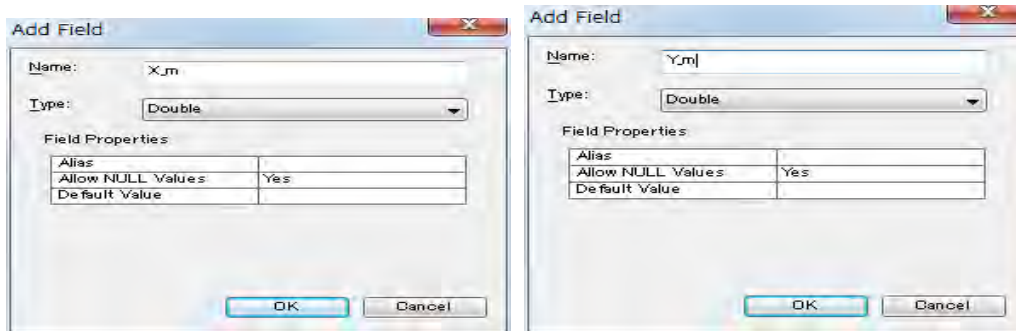 Add Field
Name: X_m
Type: Double
Field Properties
Alias
Allow NULL Values Yes
Default Value
OK Cancel
Add Field
Name: Y_m
Type: Double
Field Properties
Alias
Allow NULL Values Yes
Default Value
OK Cancel